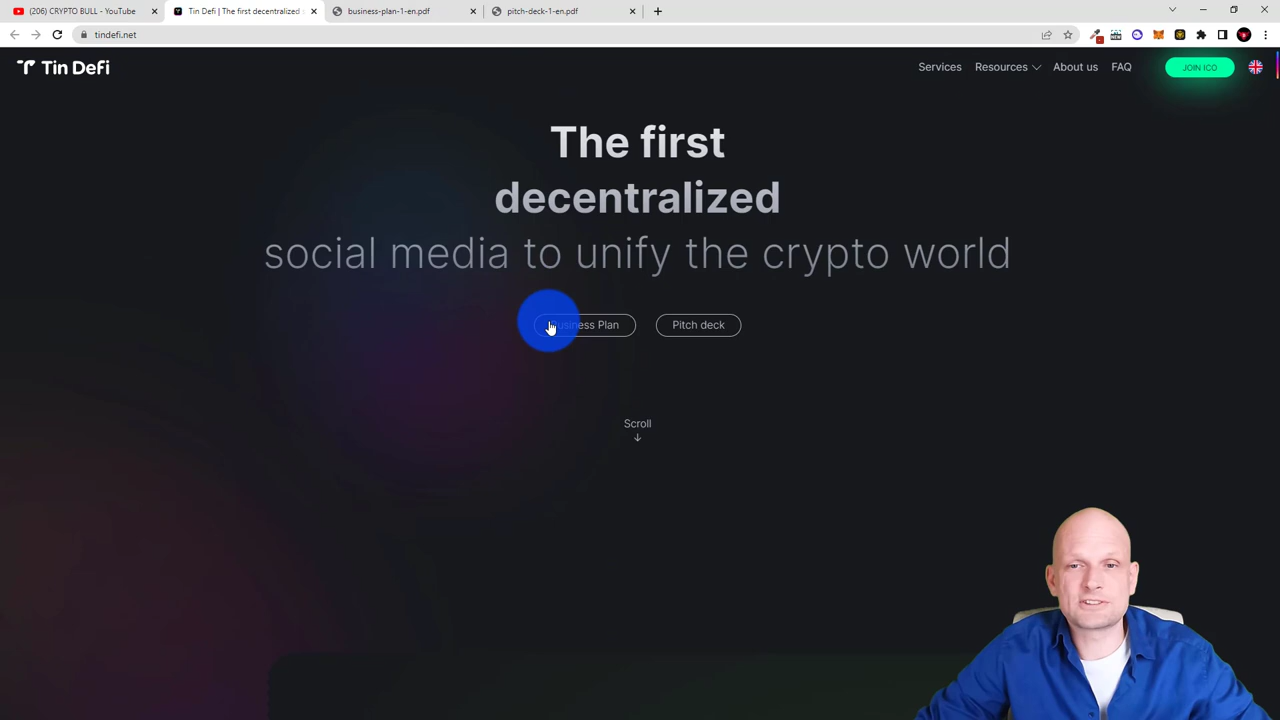 (206) CRYPTO BULL - YouTube
Tin Defi | The first decentralized
business-plan-1-en.pdf
pitch-deck-1-en.pdf
tindefi.net
Tin DeFi
Services
Resources
About us
FAQ
JOIN ICO
The first
decentralized
social media to unify the crypto world
Business Plan
Pitch deck
Scroll